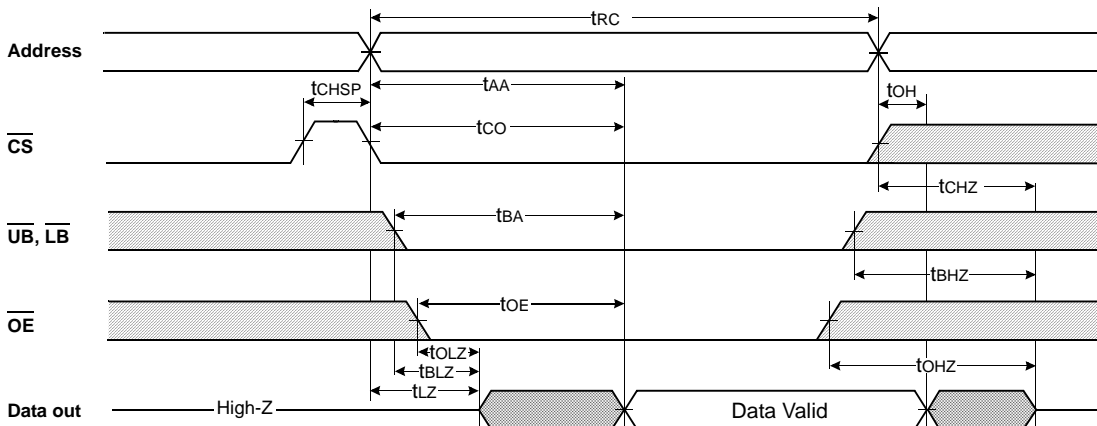 tRC
Address
tCHSP
tAA
tOH
tCO
CS
tCHZ
tBA
UB, LB
tBHZ
tOE
OE
tOLZ
tBLZ
tOHZ
tLZ
Data out
High-Z
Data Valid